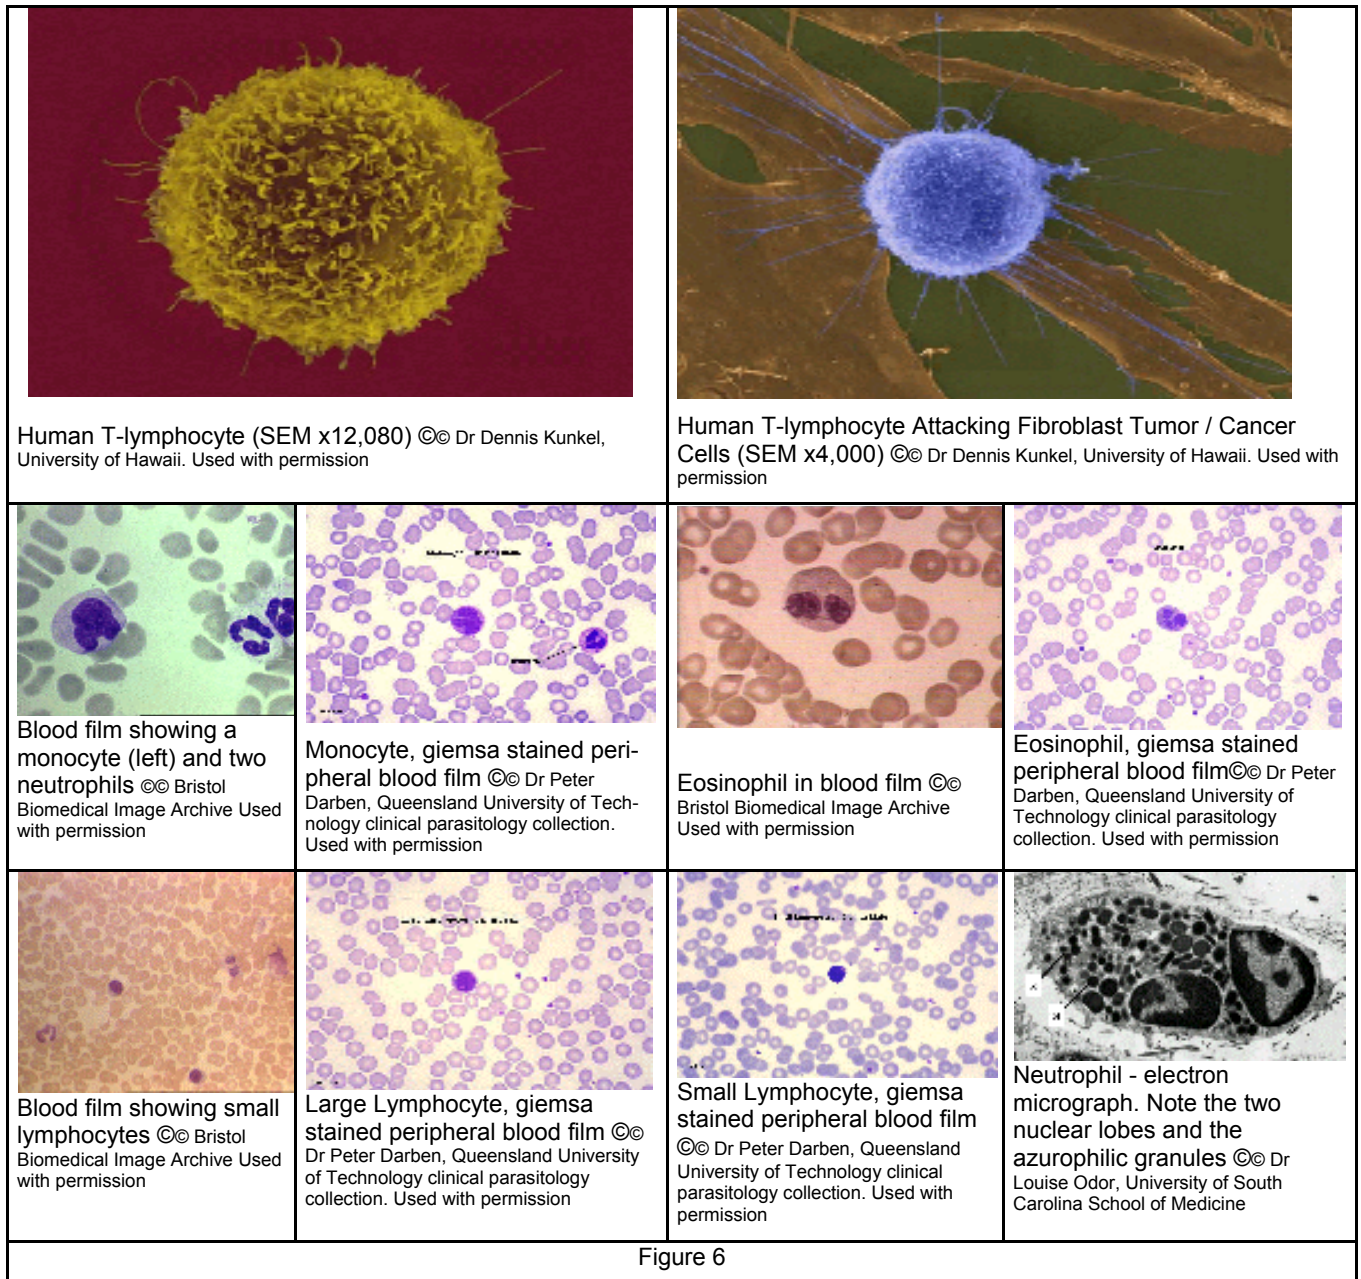 Human T-lymphocyte (SEM x12,080) ©© Dr Dennis Kunkel,
University of Hawaii. Used with permission
Human T-lymphocyte Attacking Fibroblast Tumor / Cancer
Cells (SEM x4,000) ©© Dr Dennis Kunkel, University of Hawaii. Used with
permission
Blood film showing a
monocyte (left) and two
neutrophils ©© Bristol
Biomedical Image Archive Used
with permission
Monocyte, giemsa stained peri-
pheral blood film ©© Dr Peter
Darben, Queensland University of Tech-
nology clinical parasitology collection.
Used with permission
Eosinophil in blood film ©©
Bristol Biomedical Image Archive
Used with permission
Eosinophil, giemsa stained
peripheral blood film©© Dr Peter
Darben, Queensland University of
Technology clinical parasitology
collection. Used with permission
Blood film showing small
lymphocytes ©© Bristol
Biomedical Image Archive Used
with permission
Large Lymphocyte, giemsa
stained peripheral blood film ©©
Dr Peter Darben, Queensland University
of Technology clinical parasitology
collection. Used with permission
Small Lymphocyte, giemsa
stained peripheral blood film
©© Dr Peter Darben, Queensland
University of Technology clinical
parasitology collection. Used with
permission
Neutrophil - electron
micrograph. Note the two
nuclear lobes and the
azurophilic granules ©© Dr
Louise Odor, University of South
Carolina School of Medicine
Figure 6